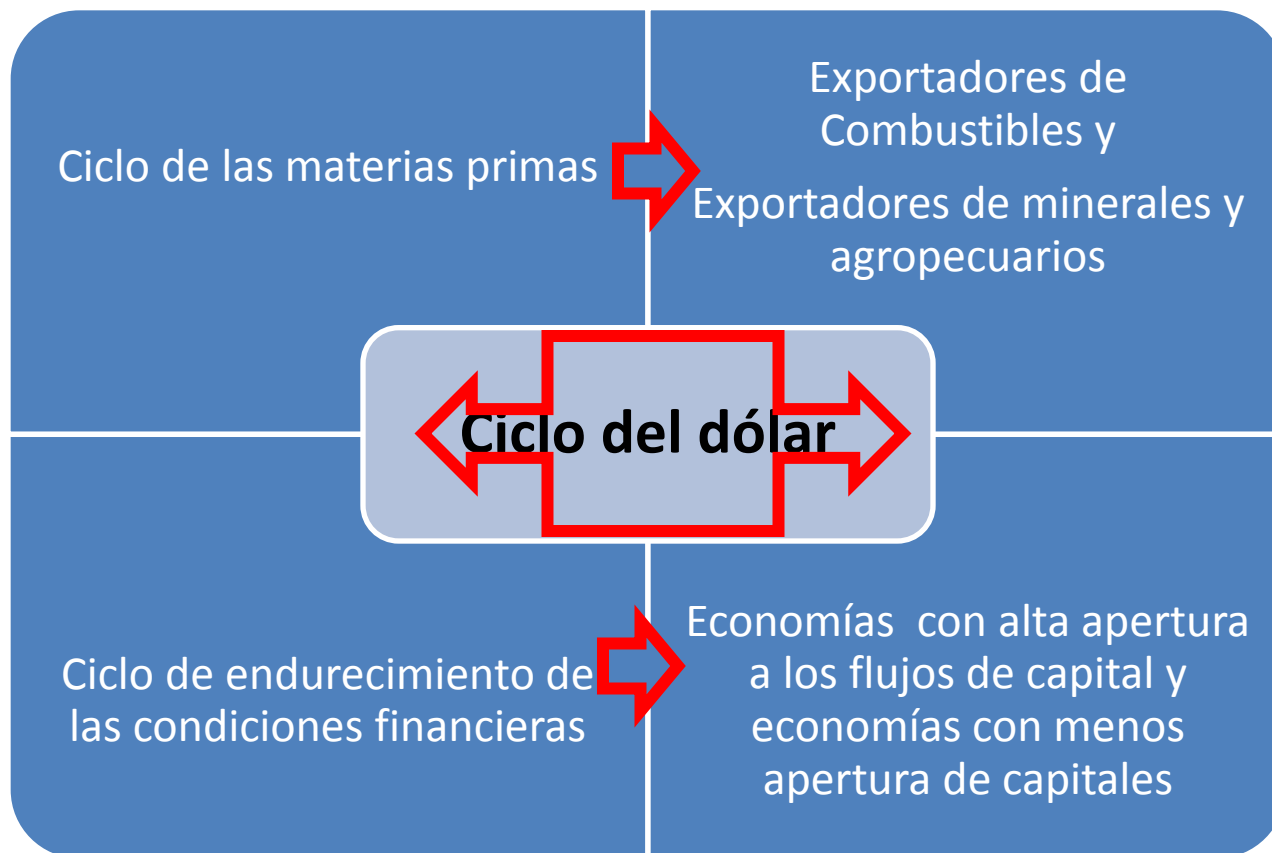 Ciclo de las materias primas
Exportadores de
Combustibles y
Exportadores de minerales y
agropecuarios
Ciclo del dólar
Ciclo de endurecimiento de
las condiciones financieras
Economías con alta apertura
a los flujos de capital y
economías con menos
apertura de capitales